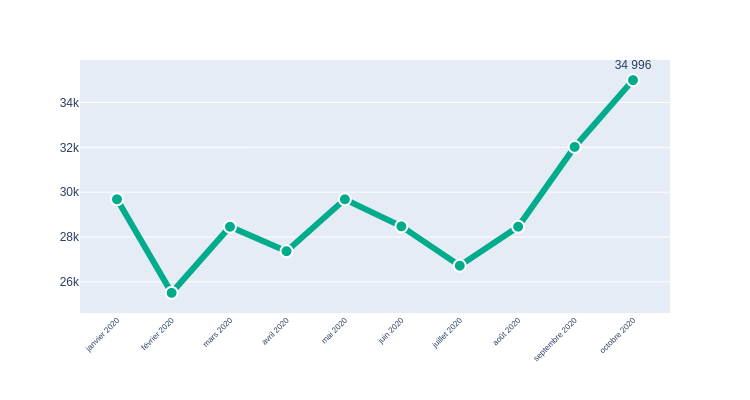 34 996
34k
32k
30k
28k
26k
janvier 2020
février 2020
mars 2020
avril 2020
mai 2020
juin 2020
juillet 2020
août 2020
septembre 2020
octobre 2020